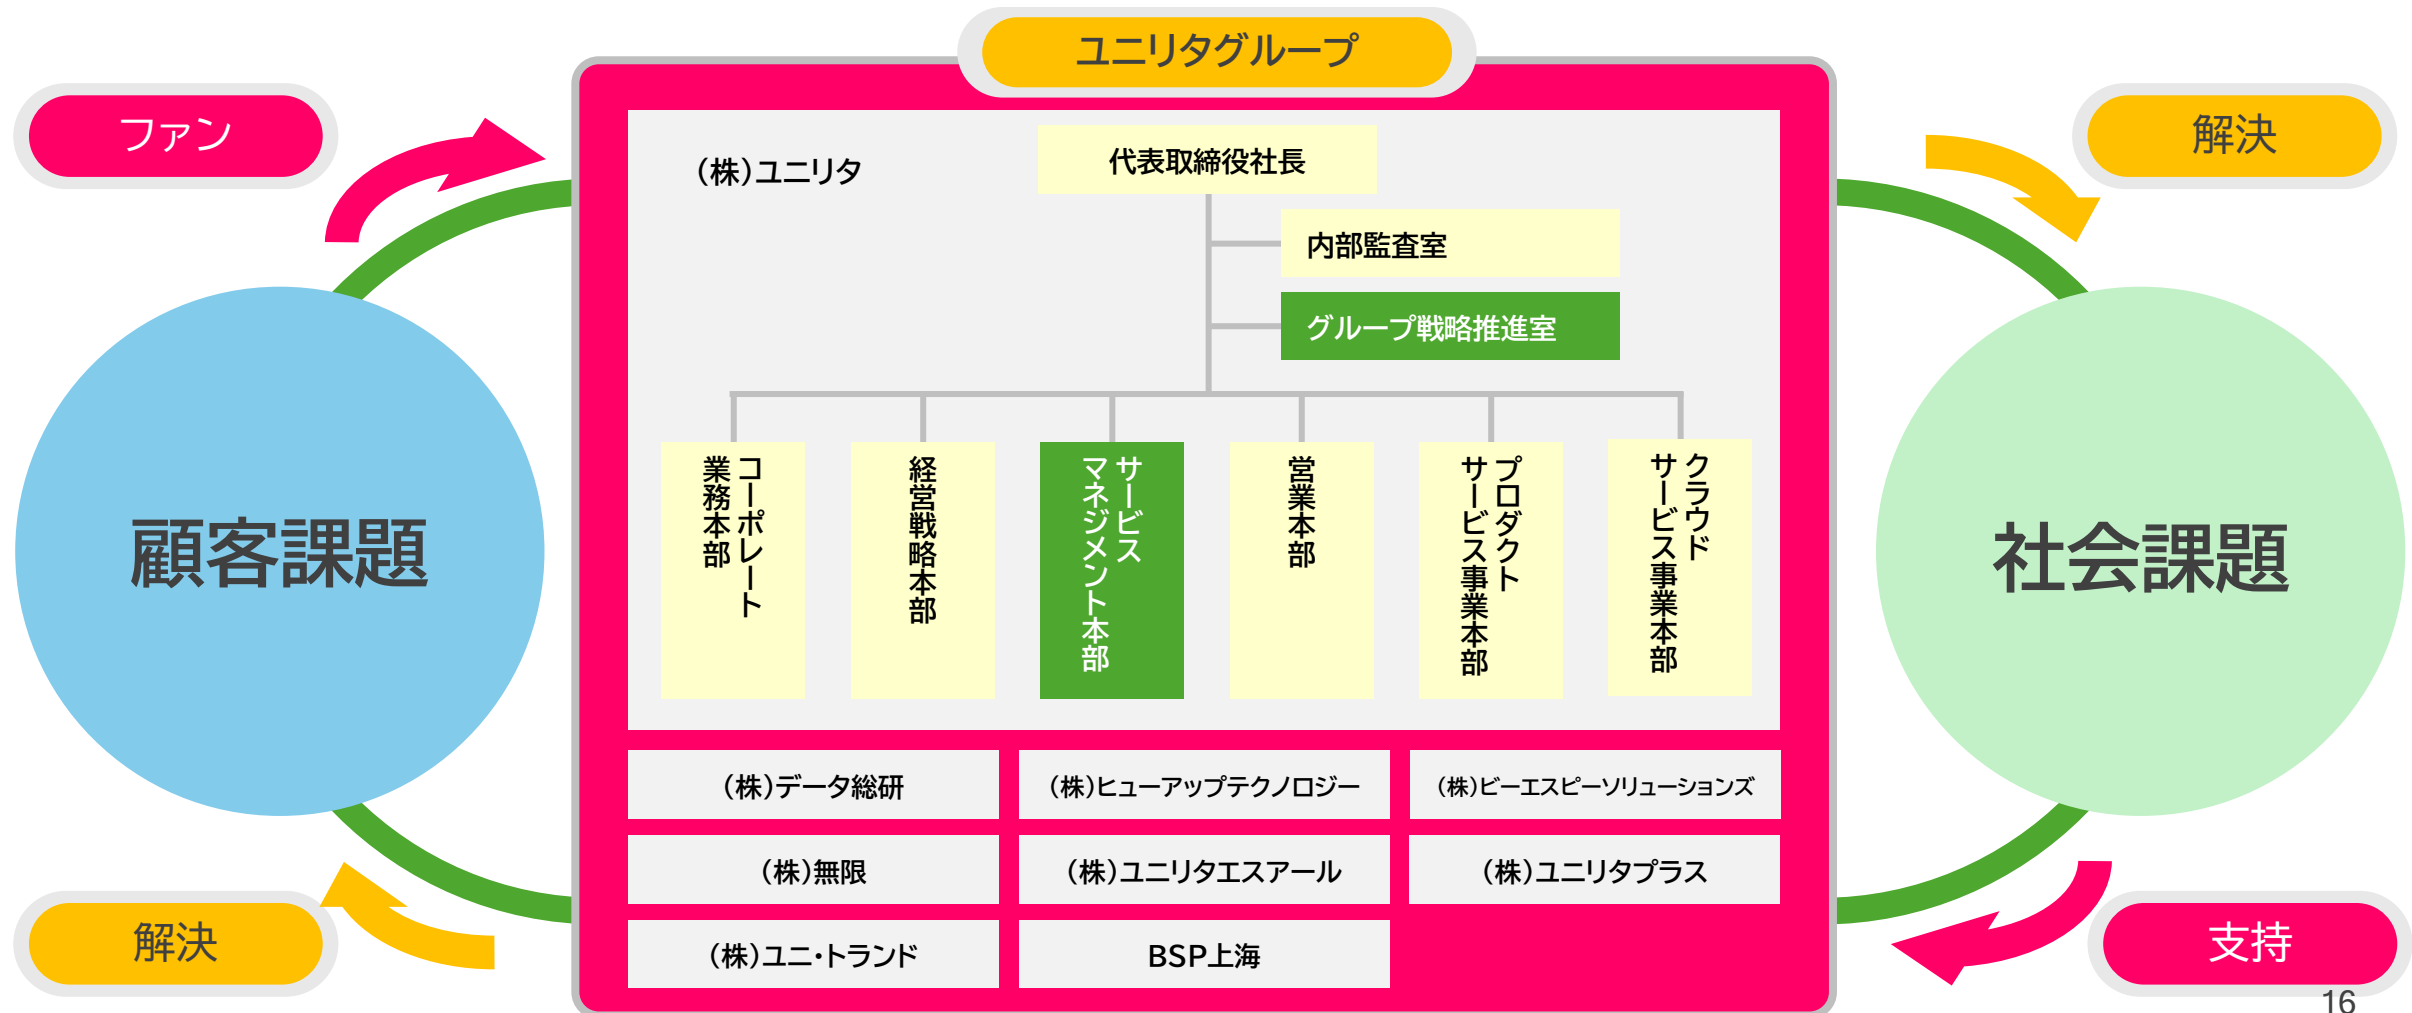 ユニリタグループ
ファン
解決
(株)ユニリタ
代表取締役社長
内部監査室
グループ戦略推進室
コーポレート
業務本部
経営戦略本部
サービス
マネジメント本部
営業本部
プロダクト
サービス事業本部
クラウド
サービス事業本部
顧客課題
社会課題
(株)データ総研
(株)ヒューアップテクノロジー
(株)ビーエスピーソリューションズ
(株)無限
(株)ユニリタエスアール
(株)ユニリタプラス
(株)ユニ・トランド
BSP上海
解決
支持
16